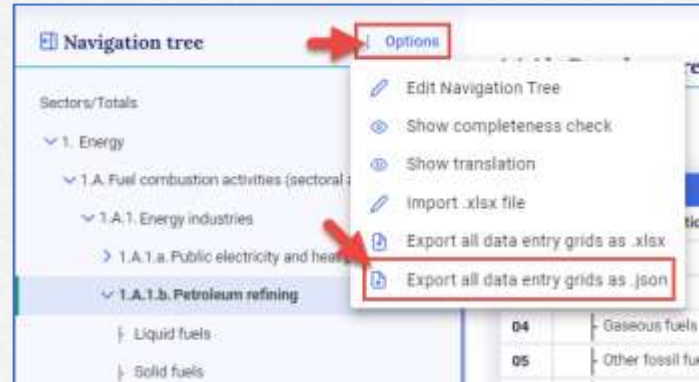 Navigation tree
Options
Edit Navigation Tree
Show completeness check
Show translation
Import .xlsx file
Export all data entry grids as .xlsx
Export all data entry grids as .json
Sectors/Totals
1. Energy
1.A. Fuel combustion activities (sectoral
1.A.1. Energy industries
1.A.1.a. Public electricity and heat
1.A.1.b. Petroleum refining
Liquid fuels
Solid fuels
04 Gaseous fuels
05 Other fossil